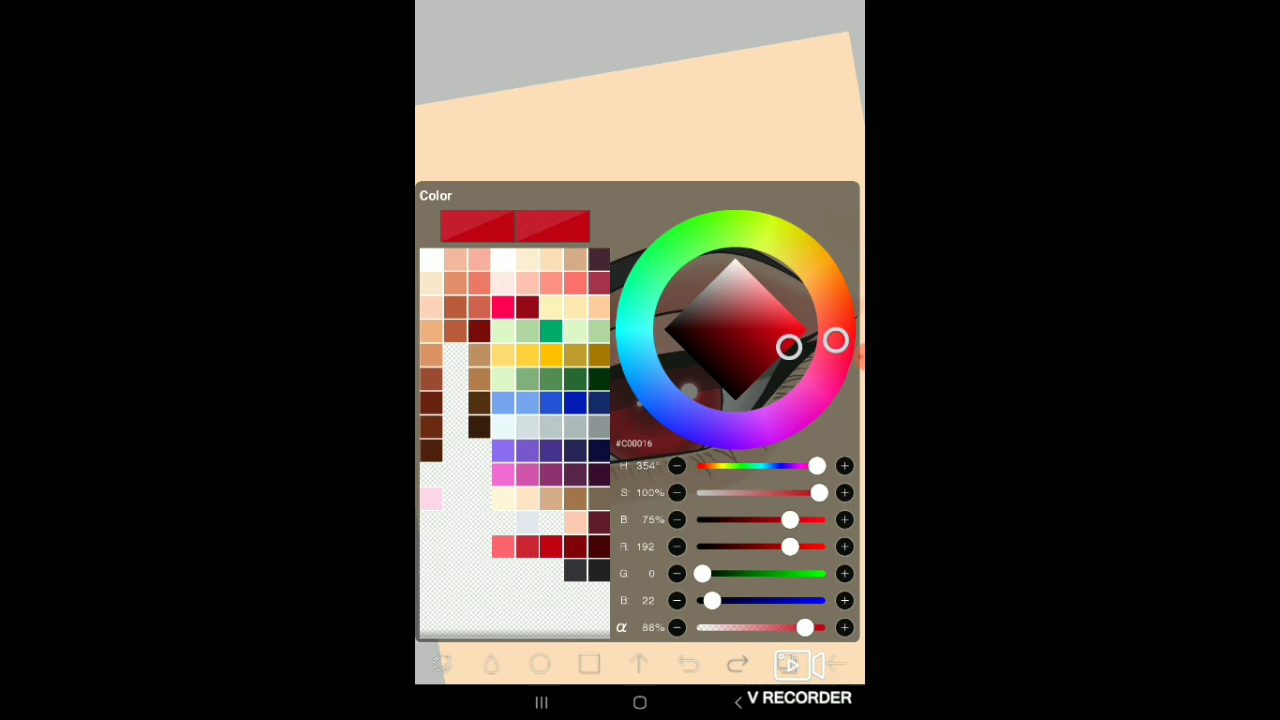 Color
#C00016
H: 354°
S: 100%
B: 75%
R: 192
G: 0
B: 22
α 88%
V RECORDER